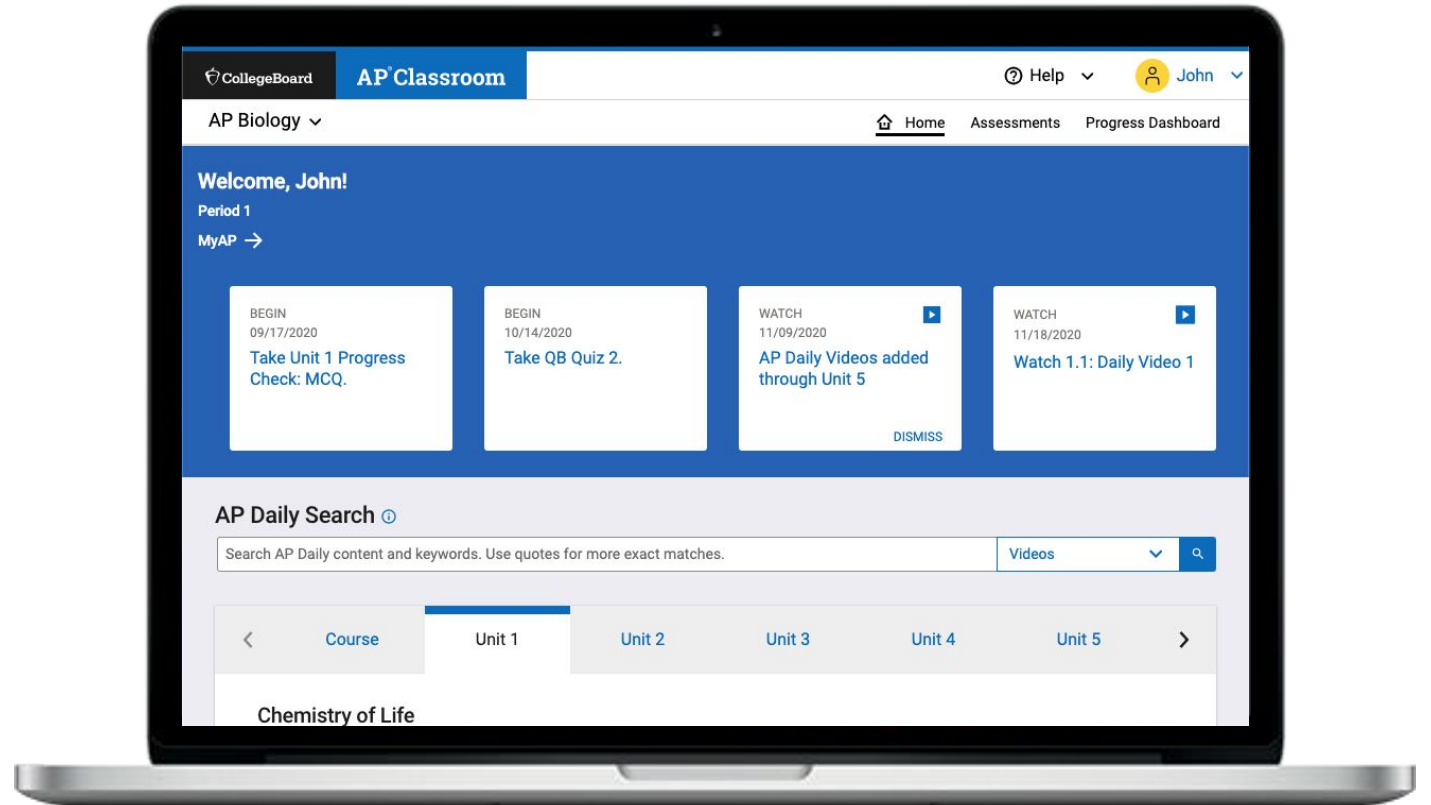 CollegeBoard AP Classroom Help John
AP Biology Home Assessments Progress Dashboard
Welcome, John!
Period 1
MyAP →
BEGIN
09/17/2020
Take Unit 1 Progress
Check: MCQ.
BEGIN
10/14/2020
Take QB Quiz 2.
WATCH
11/09/2020
AP Daily Videos added
through Unit 5
DISMISS
WATCH
11/18/2020
Watch 1.1: Daily Video 1
AP Daily Search
Search AP Daily content and keywords. Use quotes for more exact matches. Videos
Course Unit 1 Unit 2 Unit 3 Unit 4 Unit 5
Chemistry of Life